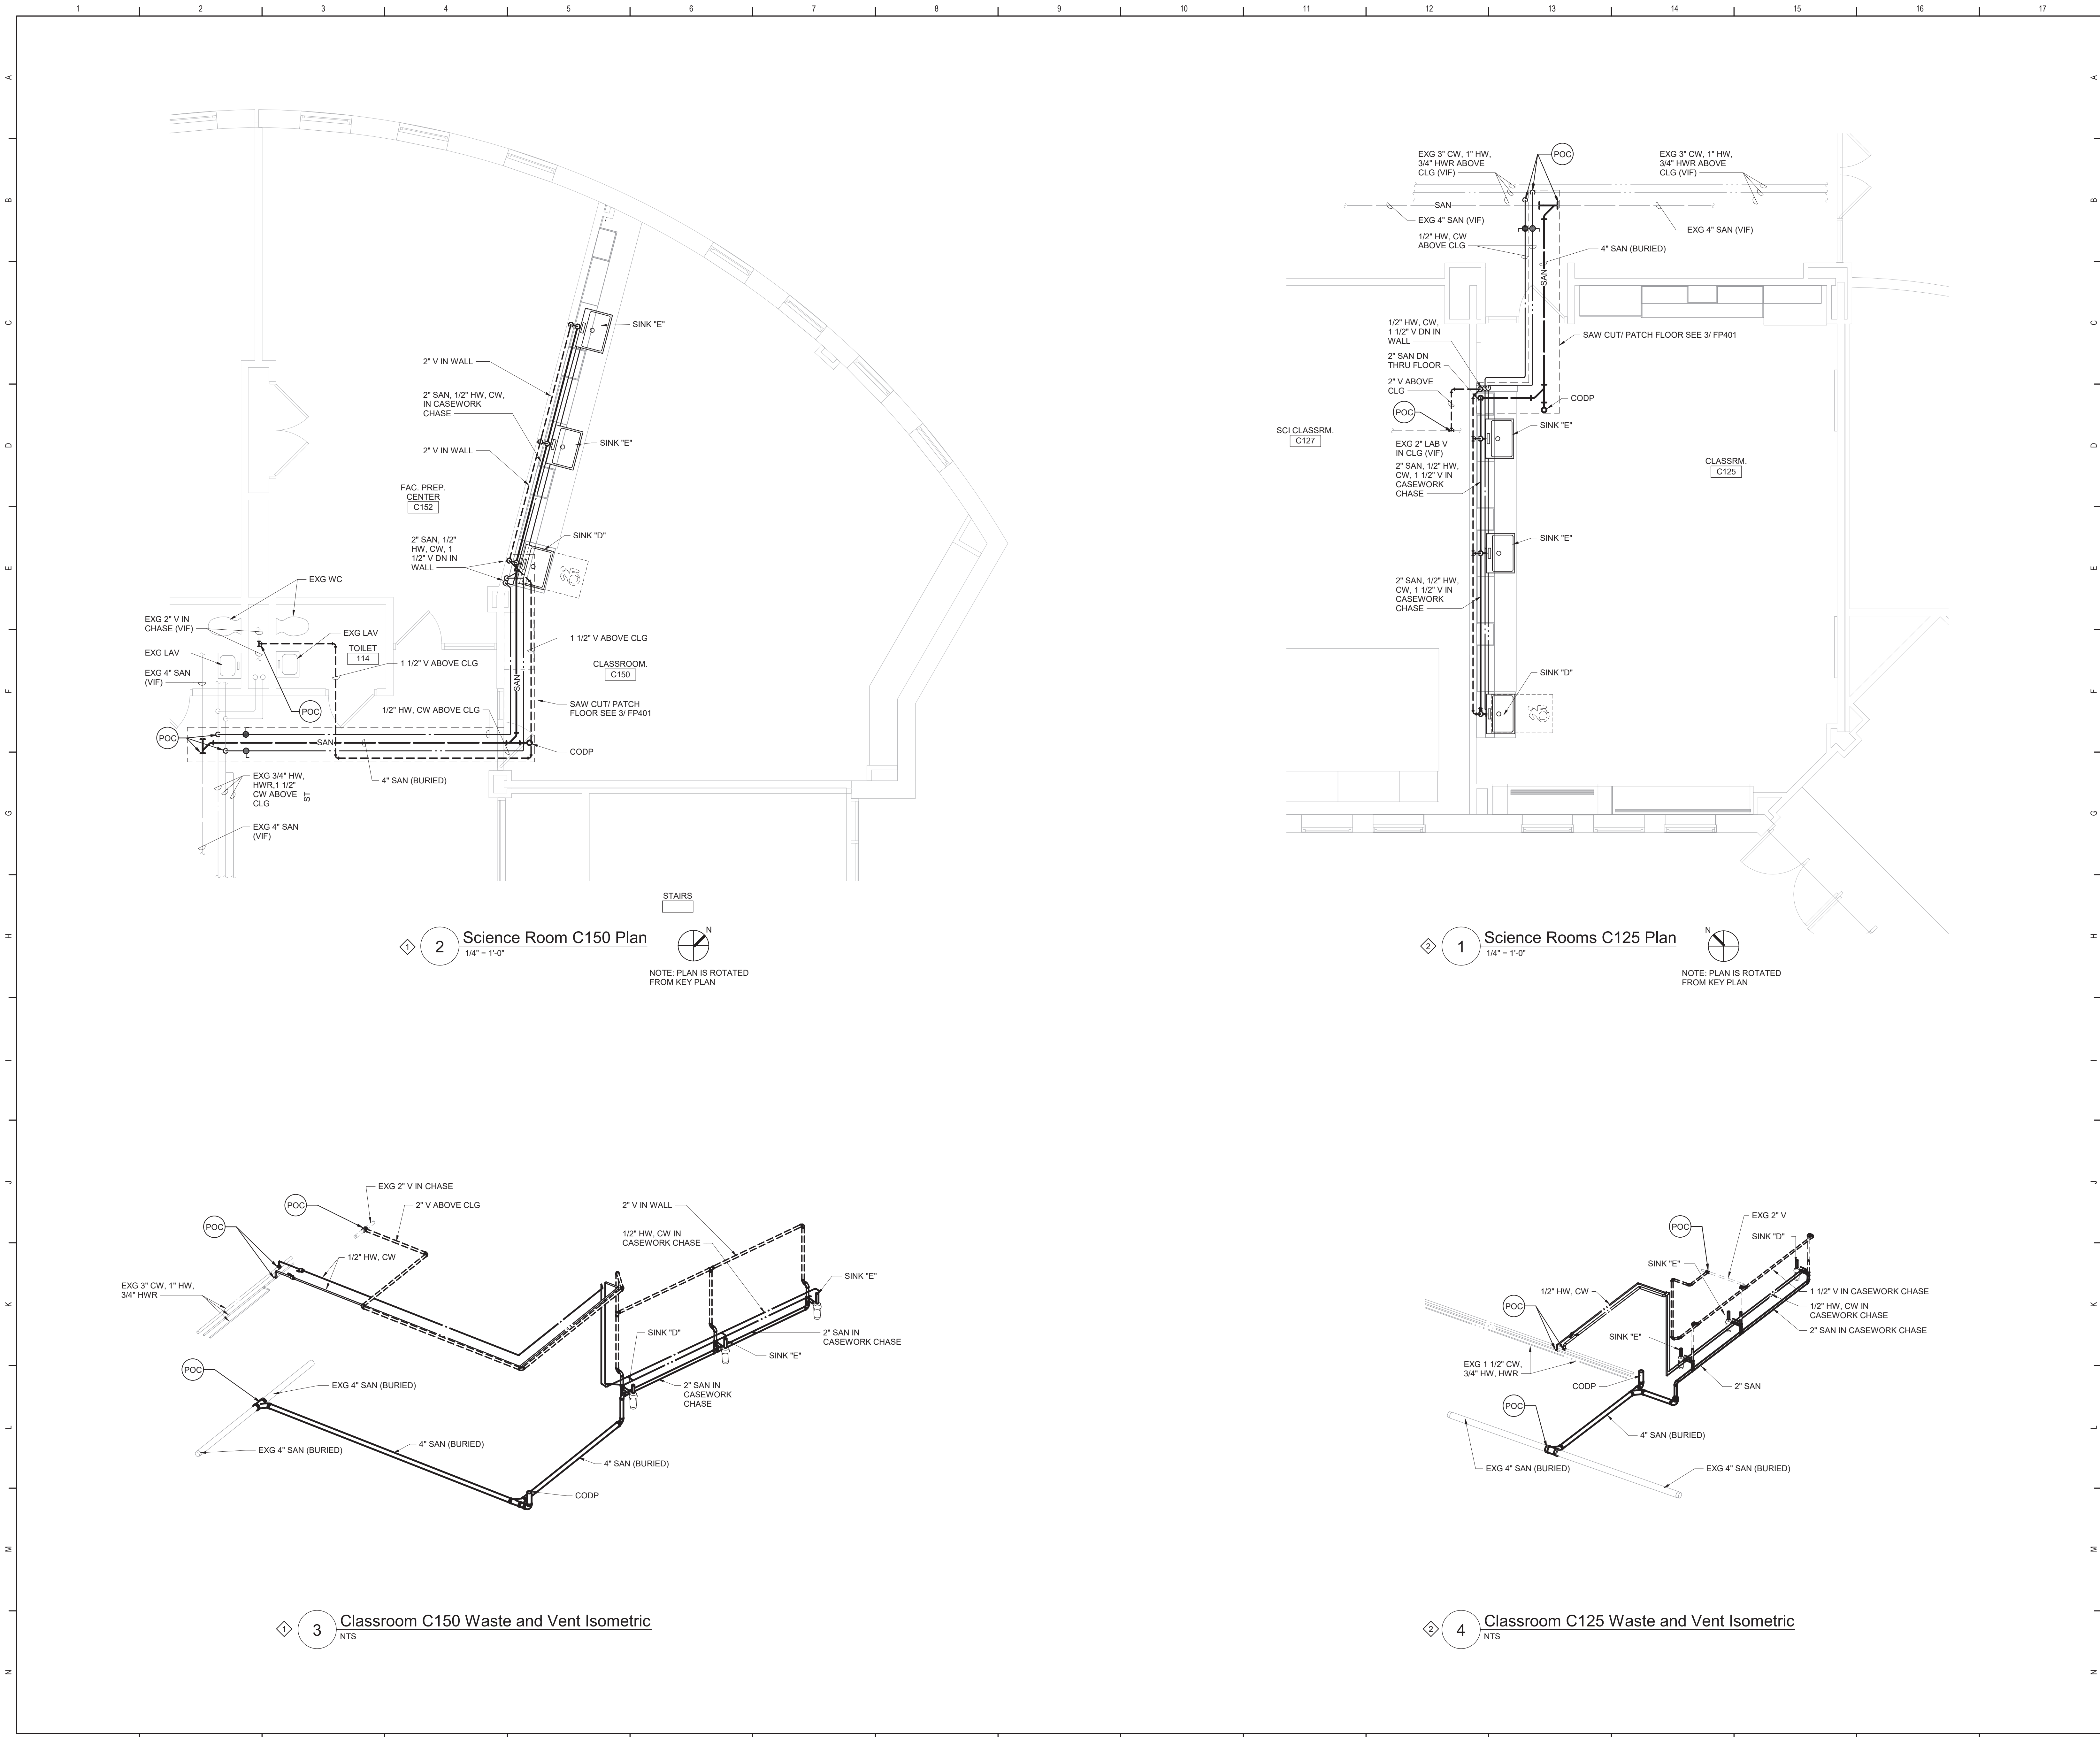 1 2 3 4 5 6 7 8 9 10 11 12 13 14 15 16 17
A
B
C
D
E
F
G
H
I
J
K
L
M
N
A
B
C
D
E
F
G
H
I
J
K
L
M
N
SINK "E"
2" V IN WALL
2" SAN, 1/2" HW, CW,
IN CASEWORK
CHASE
SINK "E"
2" V IN WALL
FAC. PREP.
CENTER
C152
SINK "D"
2" SAN, 1/2"
HW, CW, 1
1/2" V DN IN
WALL
EXG WC
EXG 2" V IN
CHASE (VIF)
EXG LAV
EXG LAV
TOILET
114
1 1/2" V ABOVE CLG
1 1/2" V ABOVE CLG
EXG 4" SAN
(VIF)
CLASSROOM.
C150
SAN
POC
1/2" HW, CW ABOVE CLG
SAW CUT/ PATCH
FLOOR SEE 3/ FP401
POC
SAN
CODP
4" SAN (BURIED)
EXG 3/4" HW,
HWR,1 1/2"
CW ABOVE
CLG
ST
EXG 4" SAN
(VIF)
STAIRS
1
2
Science Room C150 Plan
1/4" = 1'-0"
N
NOTE: PLAN IS ROTATED
FROM KEY PLAN
EXG 3" CW, 1" HW,
3/4" HWR ABOVE
CLG (VIF)
POC
EXG 3" CW, 1" HW,
3/4" HWR ABOVE
CLG (VIF)
SAN
EXG 4" SAN (VIF)
EXG 4" SAN (VIF)
1/2" HW, CW
ABOVE CLG
4" SAN (BURIED)
SAN
1/2" HW, CW,
1 1/2" V DN IN
WALL
SAW CUT/ PATCH FLOOR SEE 3/ FP401
2" SAN DN
THRU FLOOR
2" V ABOVE
CLG
CODP
POC
SINK "E"
SCI CLASSRM.
C127
EXG 2" LAB V
IN CLG (VIF)
2" SAN, 1/2" HW,
CW, 1 1/2" V IN
CASEWORK
CHASE
CLASSRM.
C125
SINK "E"
2" SAN, 1/2" HW,
CW, 1 1/2" V IN
CASEWORK
CHASE
SINK "D"
2
1
Science Rooms C125 Plan
1/4" = 1'-0"
N
NOTE: PLAN IS ROTATED
FROM KEY PLAN
EXG 2" V IN CHASE
POC
2" V ABOVE CLG
2" V IN WALL
POC
1/2" HW, CW IN
CASEWORK CHASE
1/2" HW, CW
EXG 3" CW, 1" HW,
3/4" HWR
SINK "E"
SINK "D"
2" SAN IN
CASEWORK CHASE
SINK "E"
POC
EXG 4" SAN (BURIED)
2" SAN IN
CASEWORK
CHASE
EXG 4" SAN (BURIED)
4" SAN (BURIED)
4" SAN (BURIED)
CODP
1
3
Classroom C150 Waste and Vent Isometric
NTS
POC
EXG 2" V
SINK "D"
SINK "E"
1/2" HW, CW
1 1/2" V IN CASEWORK CHASE
POC
1/2" HW, CW IN
CASEWORK CHASE
2" SAN IN CASEWORK CHASE
SINK "E"
EXG 1 1/2" CW,
3/4" HW, HWR
CODP
2" SAN
POC
4" SAN (BURIED)
EXG 4" SAN (BURIED)
EXG 4" SAN (BURIED)
2
4
Classroom C125 Waste and Vent Isometric
NTS